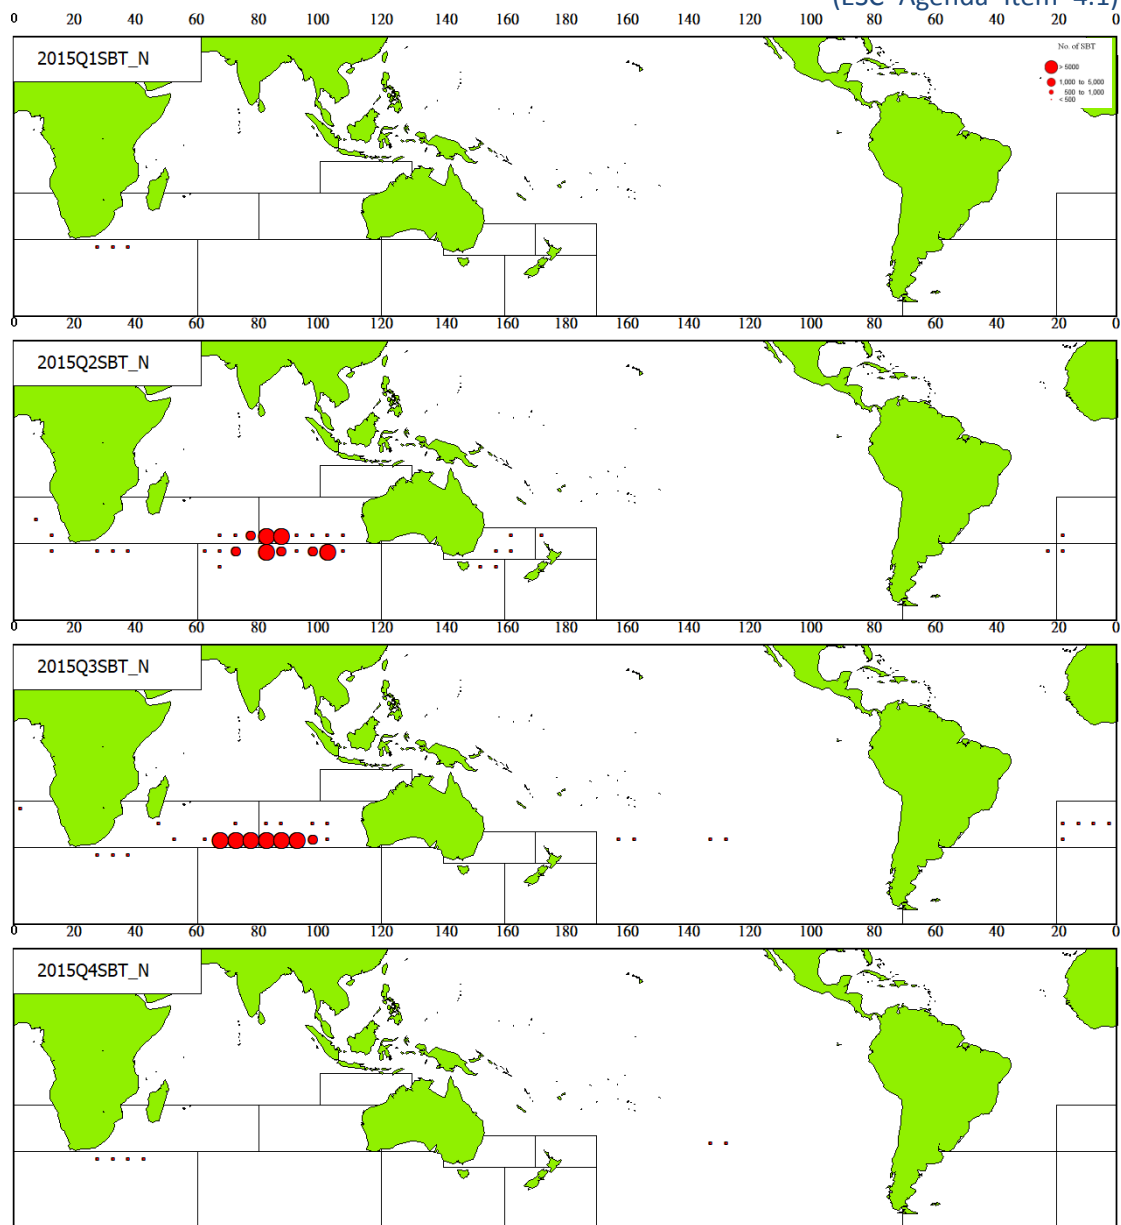 (ESC Agenda Item 4.1)
0 20 40 60 80 100 120 140 160 180 160 140 120 100 80 60 40 20 0
2015Q1SBT_N
No. of SBT
> 5000
1,000 to 5,000
500 to 1,000
< 500
0 20 40 60 80 100 120 140 160 180 160 140 120 100 80 60 40 20 0
2015Q2SBT_N
0 20 40 60 80 100 120 140 160 180 160 140 120 100 80 60 40 20 0
2015Q3SBT_N
0 20 40 60 80 100 120 140 160 180 160 140 120 100 80 60 40 20 0
2015Q4SBT_N